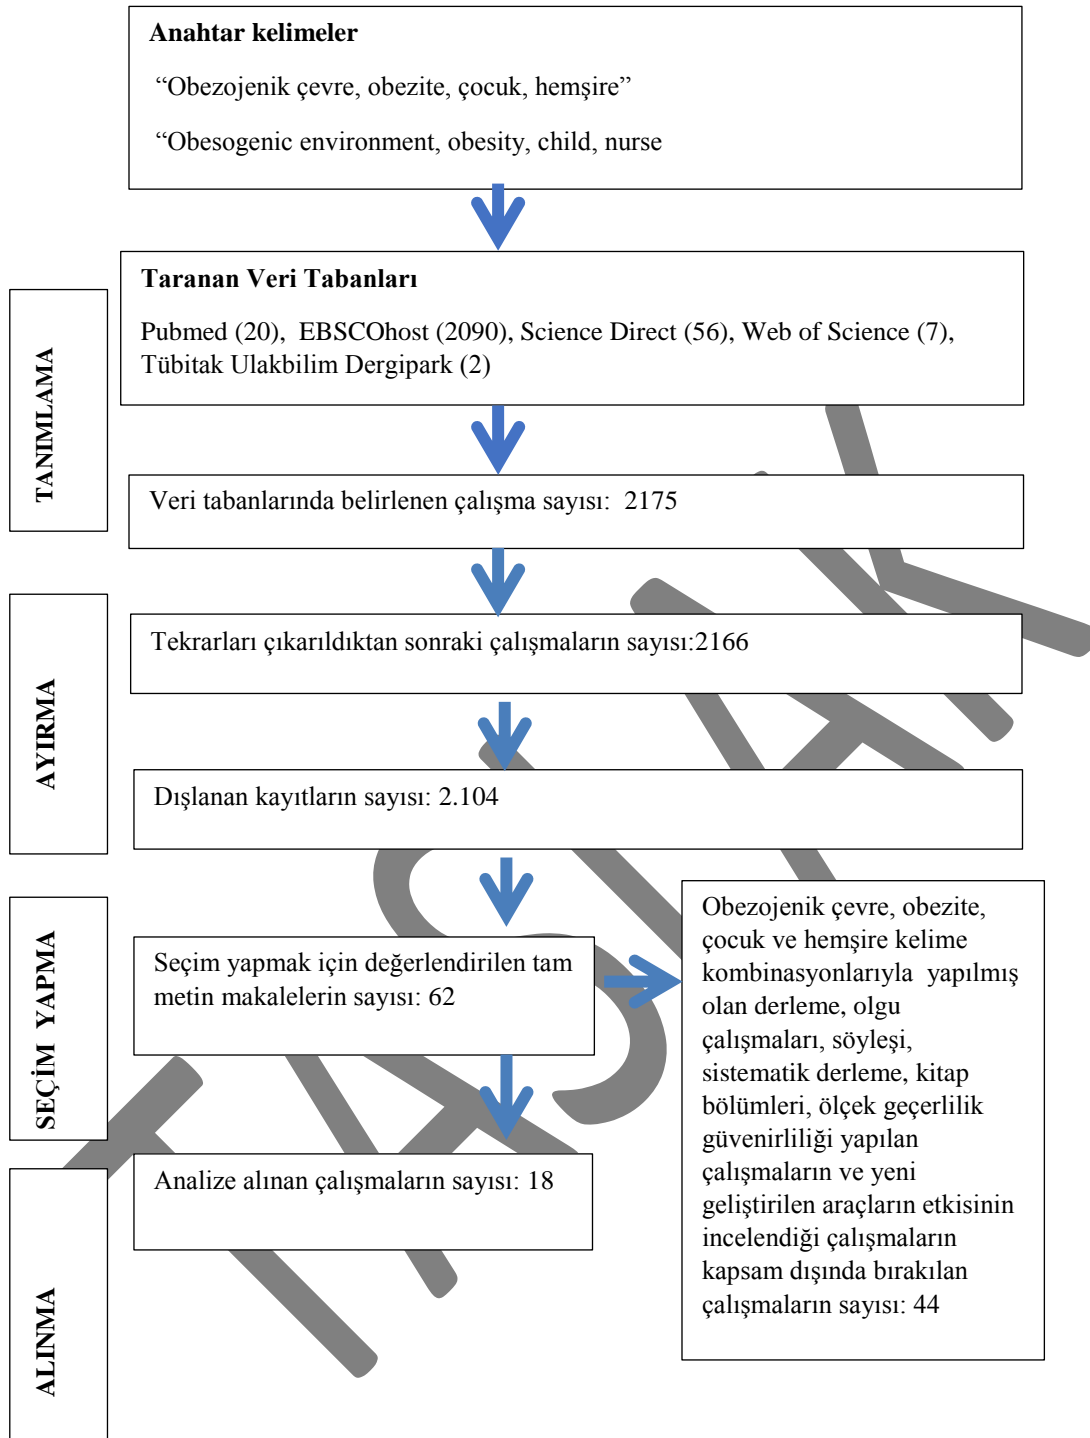 Anahtar kelimeler
“Obezojenik çevre, obezite, çocuk, hemşire”
“Obesogenic environment, obesity, child, nurse
TANIMLAMA
Taranan Veri Tabanları
Pubmed (20), EBSCOhost (2090), Science Direct (56), Web of Science (7),
Tübitak Ulakbilim Dergipark (2)
Veri tabanlarında belirlenen çalışma sayısı: 2175
AYIRMA
Tekrarları çıkarıldıktan sonraki çalışmaların sayısı:2166
Dışlanan kayıtların sayısı: 2.104
SEÇİM YAPMA
Seçim yapmak için değerlendirilen tam
metin makalelerin sayısı: 62
Obezojenik çevre, obezite,
çocuk ve hemşire kelime
kombinasyonlarıyla yapılmış
olan derleme, olgu
çalışmaları, söyleşi,
sistematik derleme, kitap
bölümleri, ölçek geçerlilik
güvenirliliği yapılan
çalışmaların ve yeni
geliştirilen araçların etkisinin
incelendiği çalışmaların
kapsam dışında bırakılan
çalışmaların sayısı: 44
ALINMA
Analize alınan çalışmaların sayısı: 18
TASLAK